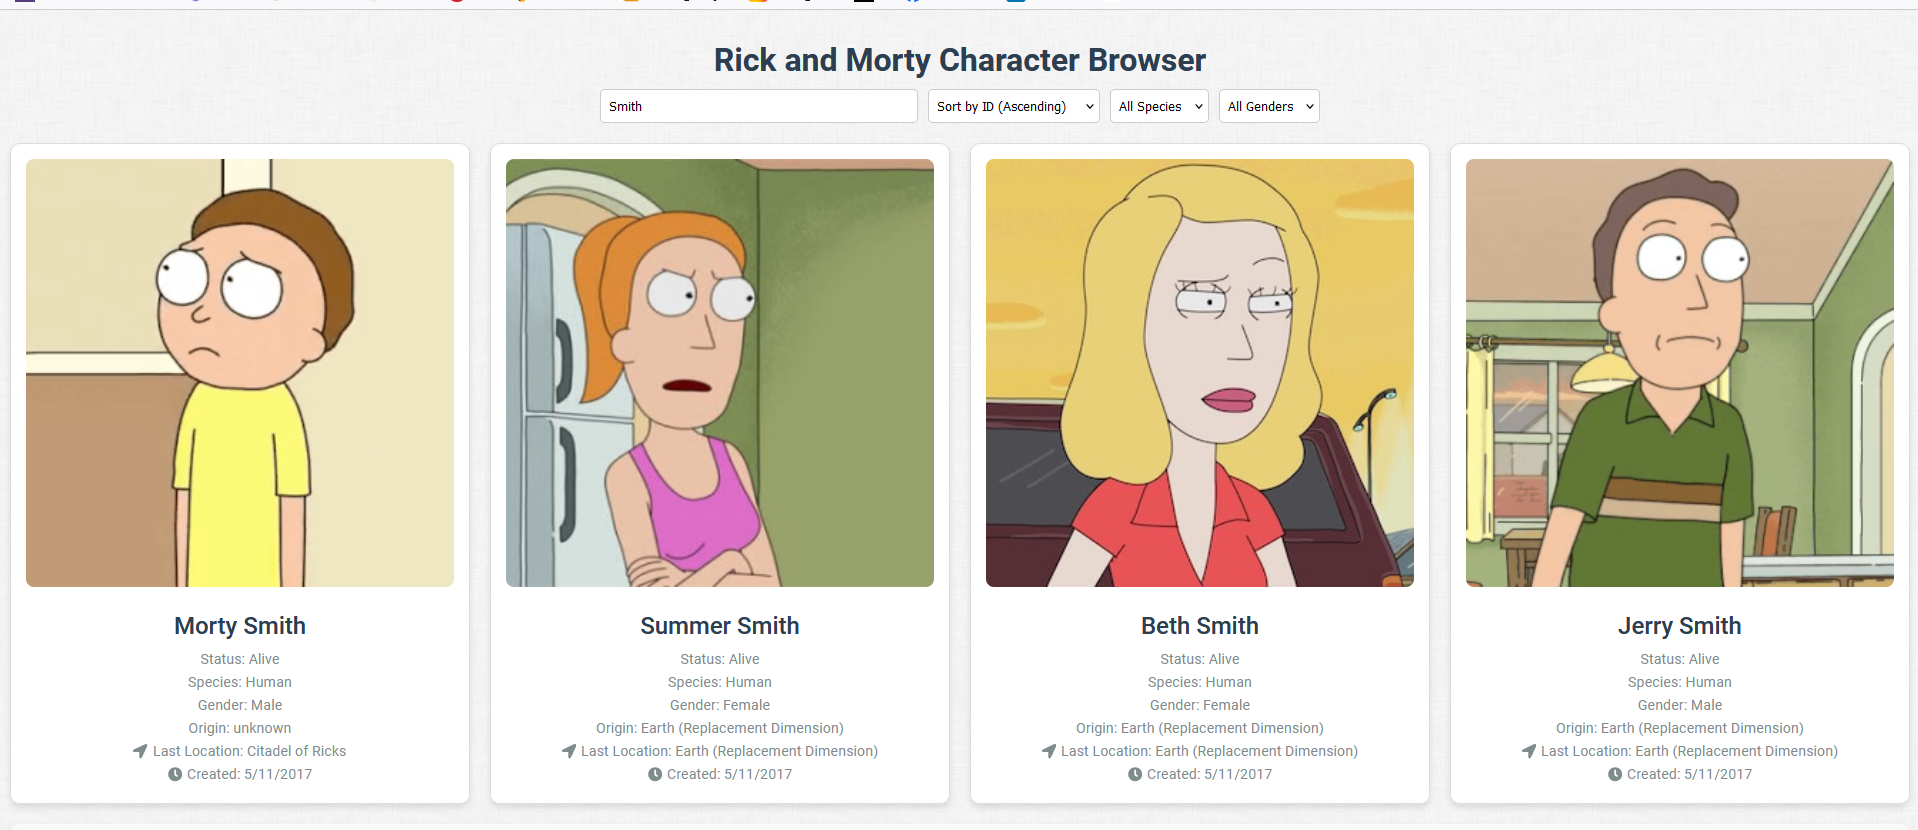 Rick and Morty Character Browser
Smith
Sort by ID (Ascending)
All Species
All Genders
Morty Smith
Status: Alive
Species: Human
Gender: Male
Origin: unknown
Last Location: Citadel of Ricks
Created: 5/11/2017
Summer Smith
Status: Alive
Species: Human
Gender: Female
Origin: Earth (Replacement Dimension)
Last Location: Earth (Replacement Dimension)
Created: 5/11/2017
Beth Smith
Status: Alive
Species: Human
Gender: Female
Origin: Earth (Replacement Dimension)
Last Location: Earth (Replacement Dimension)
Created: 5/11/2017
Jerry Smith
Status: Alive
Species: Human
Gender: Male
Origin: Earth (Replacement Dimension)
Last Location: Earth (Replacement Dimension)
Created: 5/11/2017